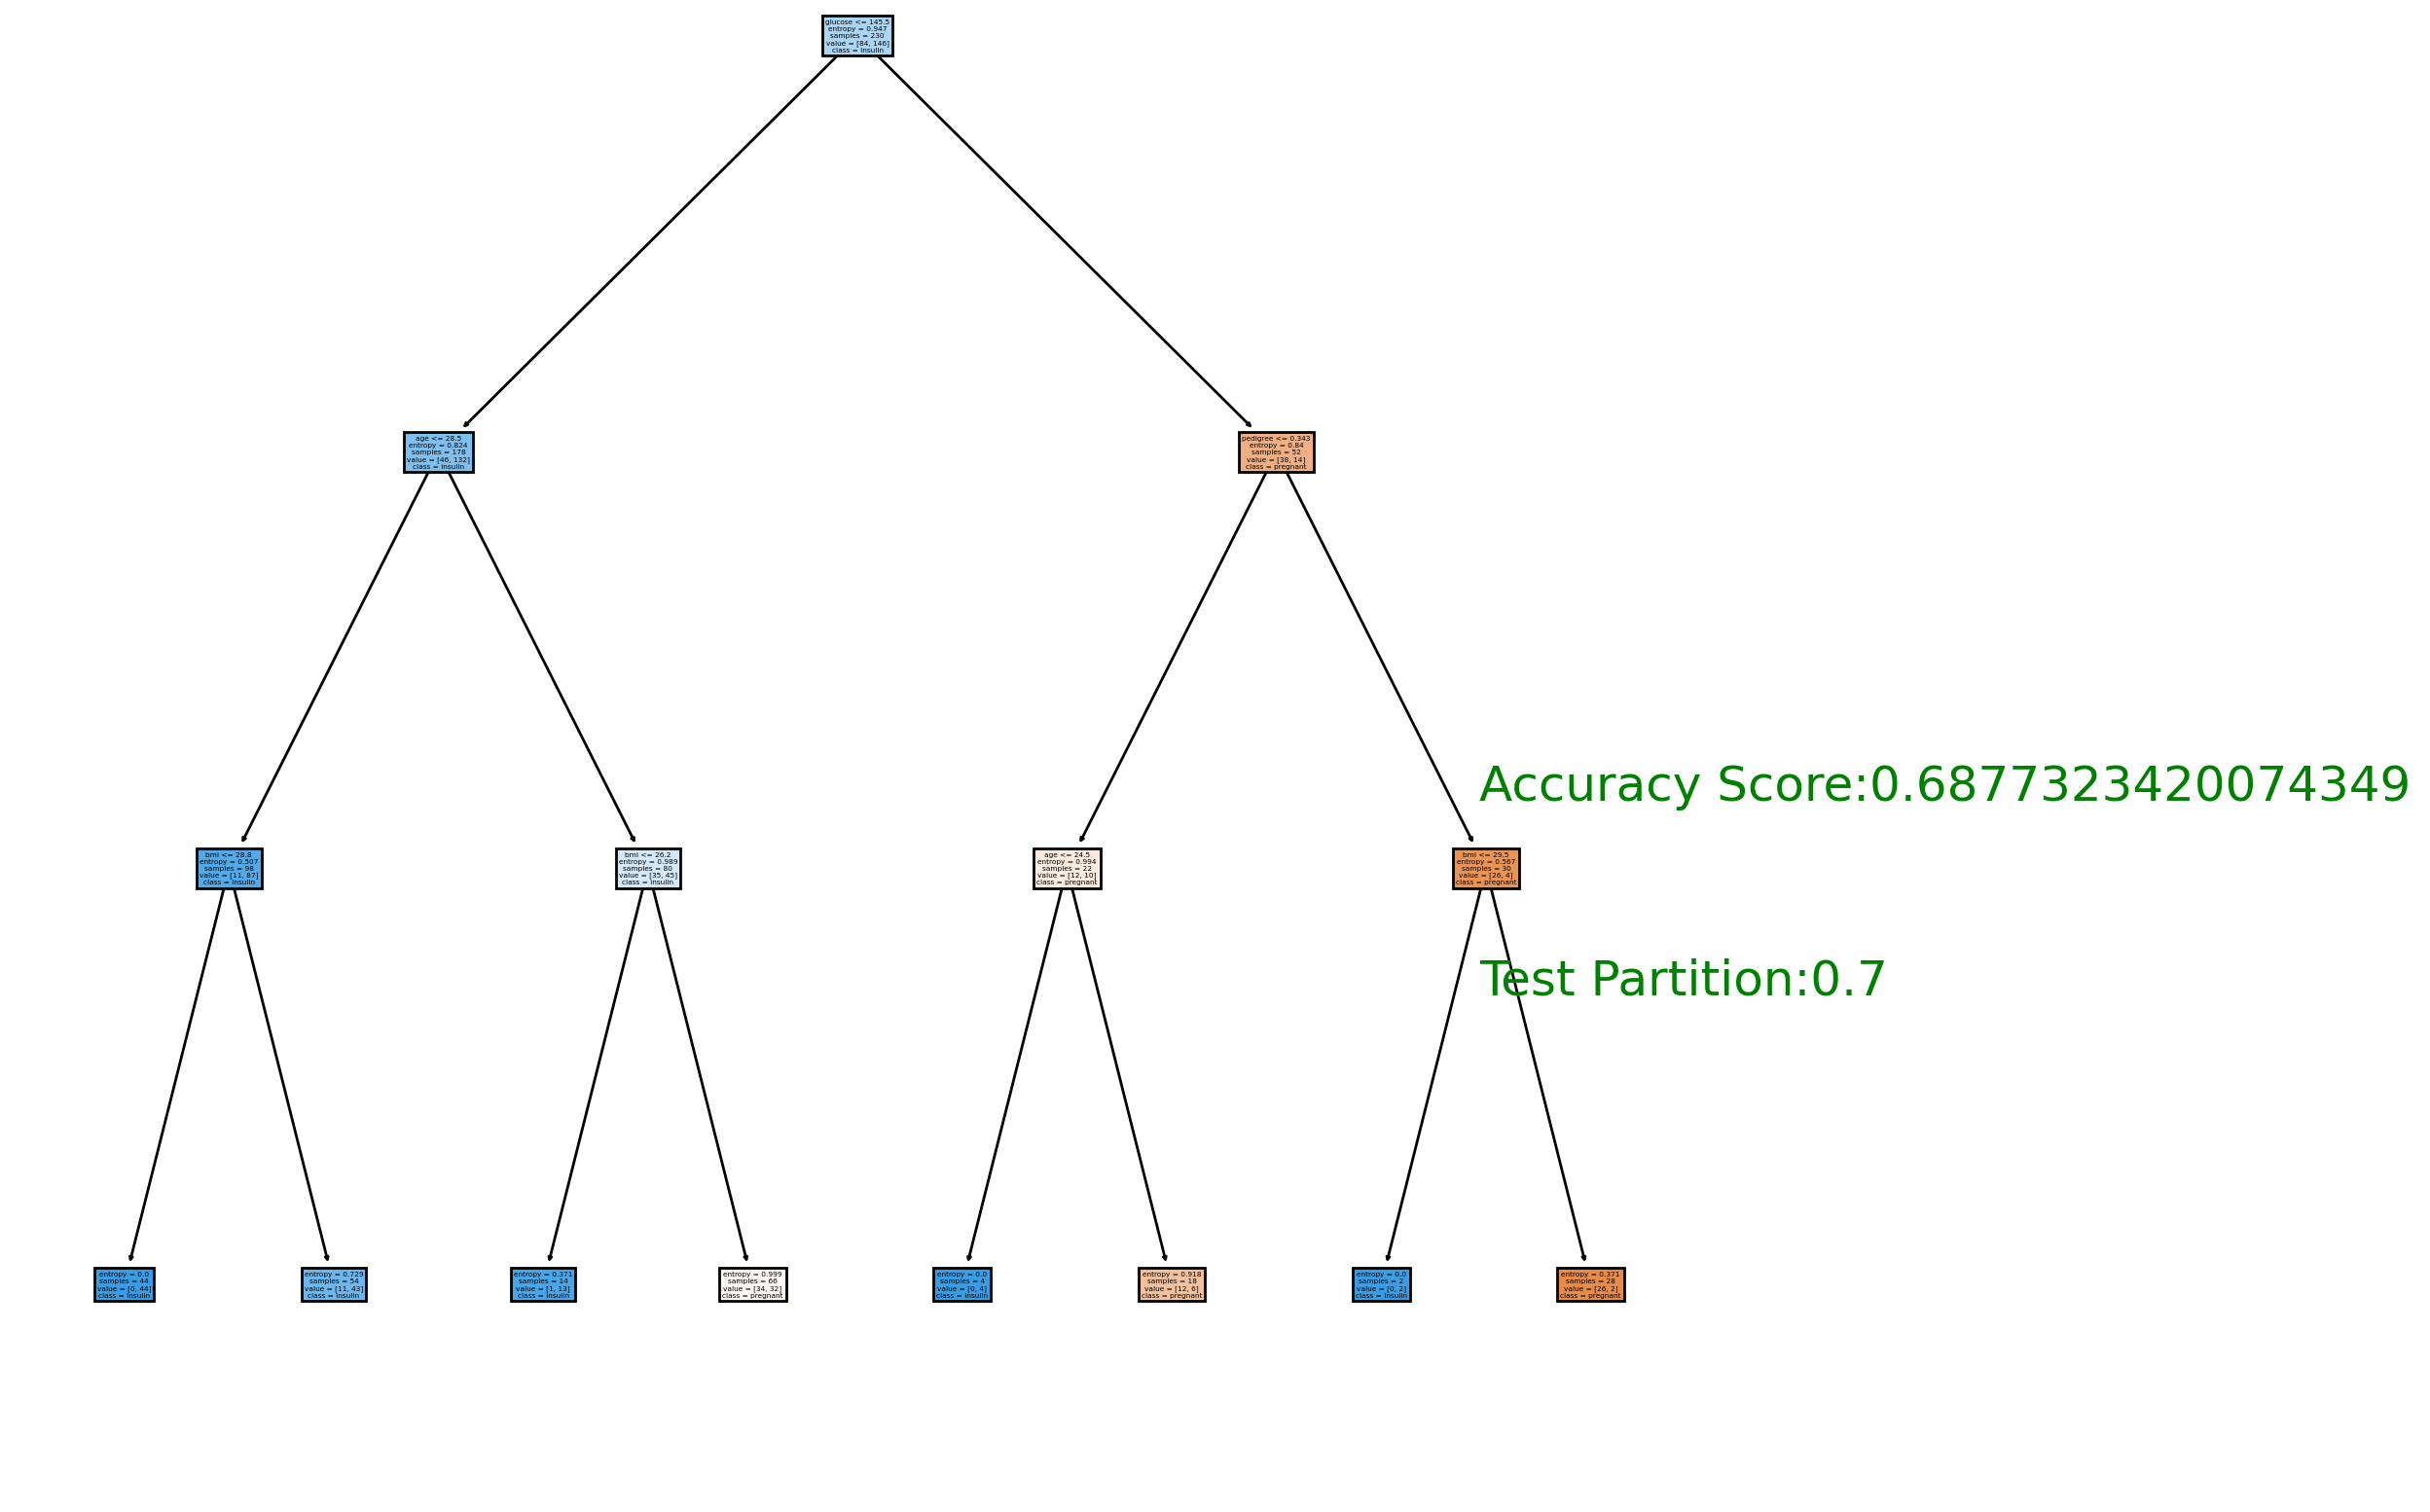 glucose <= 145.5
entropy = 0.947
samples = 230
value = [84, 146]
class = insulin
age <= 28.5
entropy = 0.824
samples = 178
value = [46, 132]
class = insulin
pedigree <= 0.343
entropy = 0.84
samples = 52
value = [38, 14]
class = pregnant
Accuracy Score:0.6877323420074349
bmi <= 28.8
entropy = 0.507
samples = 98
value = [11, 87]
class = insulin
bmi <= 26.2
entropy = 0.989
samples = 80
value = [35, 45]
class = insulin
age <= 24.5
entropy = 0.994
samples = 22
value = [12, 10]
class = pregnant
bmi <= 29.5
entropy = 0.567
samples = 30
value = [26, 4]
class = pregnant
Test Partition:0.7
entropy = 0.0
samples = 44
value = [0, 44]
class = insulin
entropy = 0.729
samples = 54
value = [11, 43]
class = insulin
entropy = 0.371
samples = 14
value = [1, 13]
class = insulin
entropy = 0.999
samples = 66
value = [34, 32]
class = pregnant
entropy = 0.0
samples = 4
value = [0, 4]
class = insulin
entropy = 0.918
samples = 18
value = [12, 6]
class = pregnant
entropy = 0.0
samples = 2
value = [0, 2]
class = insulin
entropy = 0.371
samples = 28
value = [26, 2]
class = pregnant